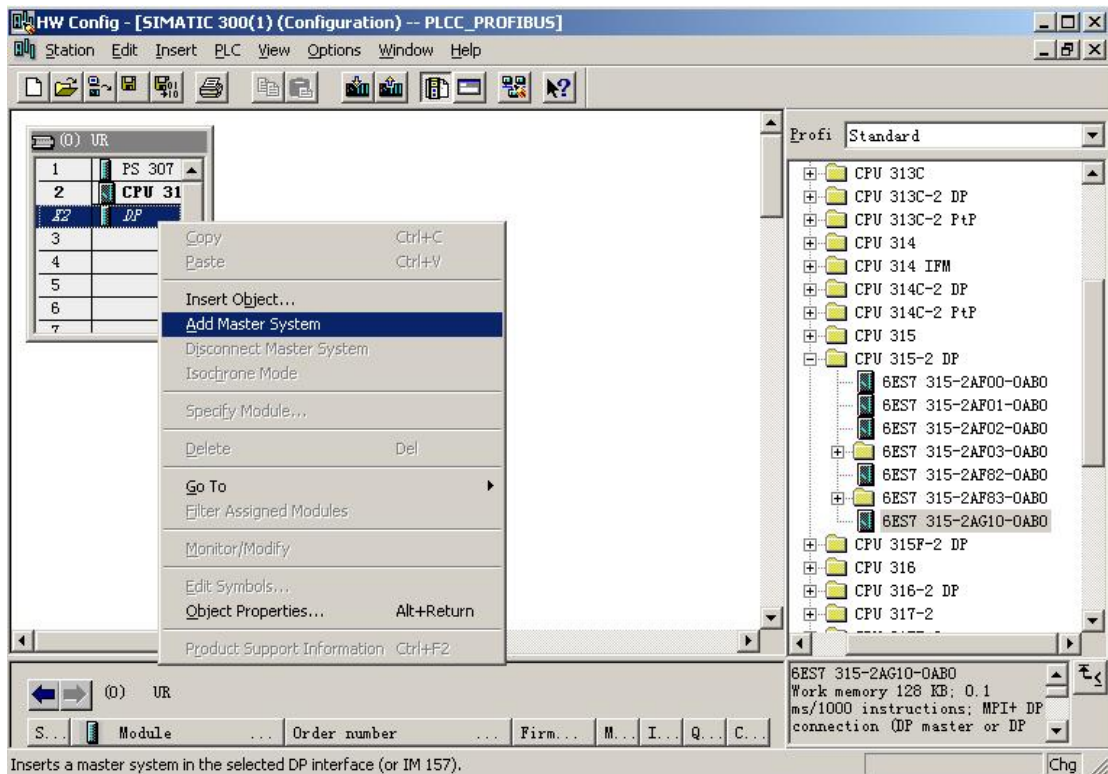 HW Config - [SIMATIC 300(1) (Configuration) -- PLCC_PROFIBUS]
Station Edit Insert PLC View Options Window Help
(0) UR
1 PS 307
2 CPU 31
X2 DP
3
4
5
6
7
Copy Ctrl+C
Paste Ctrl+V
Insert Object...
Add Master System
Disconnect Master System
Isochrone Mode
Specify Module...
Delete Del
Go To
Filter Assigned Modules
Monitor/Modify
Edit Symbols...
Object Properties... Alt+Return
Product Support Information Ctrl+F2
Profi Standard
CPU 313C
CPU 313C-2 DP
CPU 313C-2 PtP
CPU 314
CPU 314 IFM
CPU 314C-2 DP
CPU 314C-2 PtP
CPU 315
CPU 315-2 DP
6ES7 315-2AF00-0AB0
6ES7 315-2AF01-0AB0
6ES7 315-2AF02-0AB0
6ES7 315-2AF03-0AB0
6ES7 315-2AF82-0AB0
6ES7 315-2AF83-0AB0
6ES7 315-2AG10-0AB0
CPU 315F-2 DP
CPU 316
CPU 316-2 DP
CPU 317-2
(0) UR
S... Module ... Order number ... Firm... M... I... Q... C...
6ES7 315-2AG10-0AB0
Work memory 128 KB; 0.1
ms/1000 instructions; MPI+ DP
connection (DP master or DP
Inserts a master system in the selected DP interface (or IM 157).
Chg